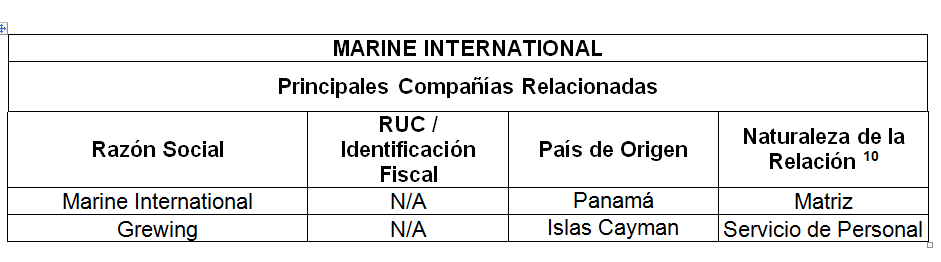 MARINE INTERNATIONAL
Principales Compañías Relacionadas
Razón Social
RUC /
Identificación
Fiscal
País de Origen
Naturaleza de la
Relación 10
Marine International
N/A
Panamá
Matriz
Grewing
N/A
Islas Cayman
Servicio de Personal